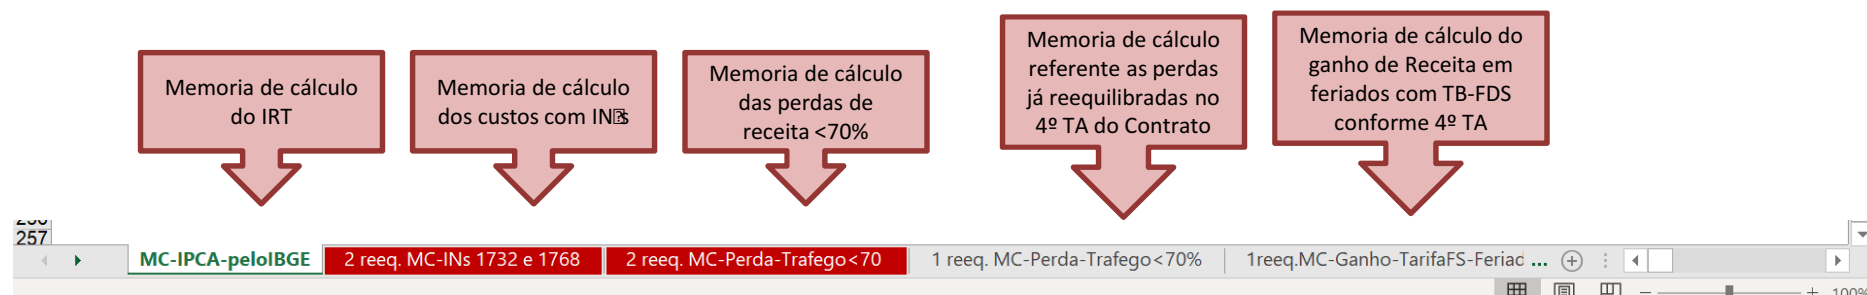 Memoria de cálculo
do IRT
Memoria de cálculo
dos custos com IN's
Memoria de cálculo
das perdas de
receita <70%
Memoria de cálculo
referente as perdas
já reequilibradas no
4º TA do Contrato
Memoria de cálculo do
ganho de Receita em
feriados com TB-FDS
conforme 4º TA
257
MC-IPCA-peloIBGE
2 reeq. MC-INs 1732 e 1768
2 reeq. MC-Perda-Trafego<70
1 reeq. MC-Perda-Trafego<70%
1reeq.MC-Ganho-TarifaFS-Feriad ...
100%